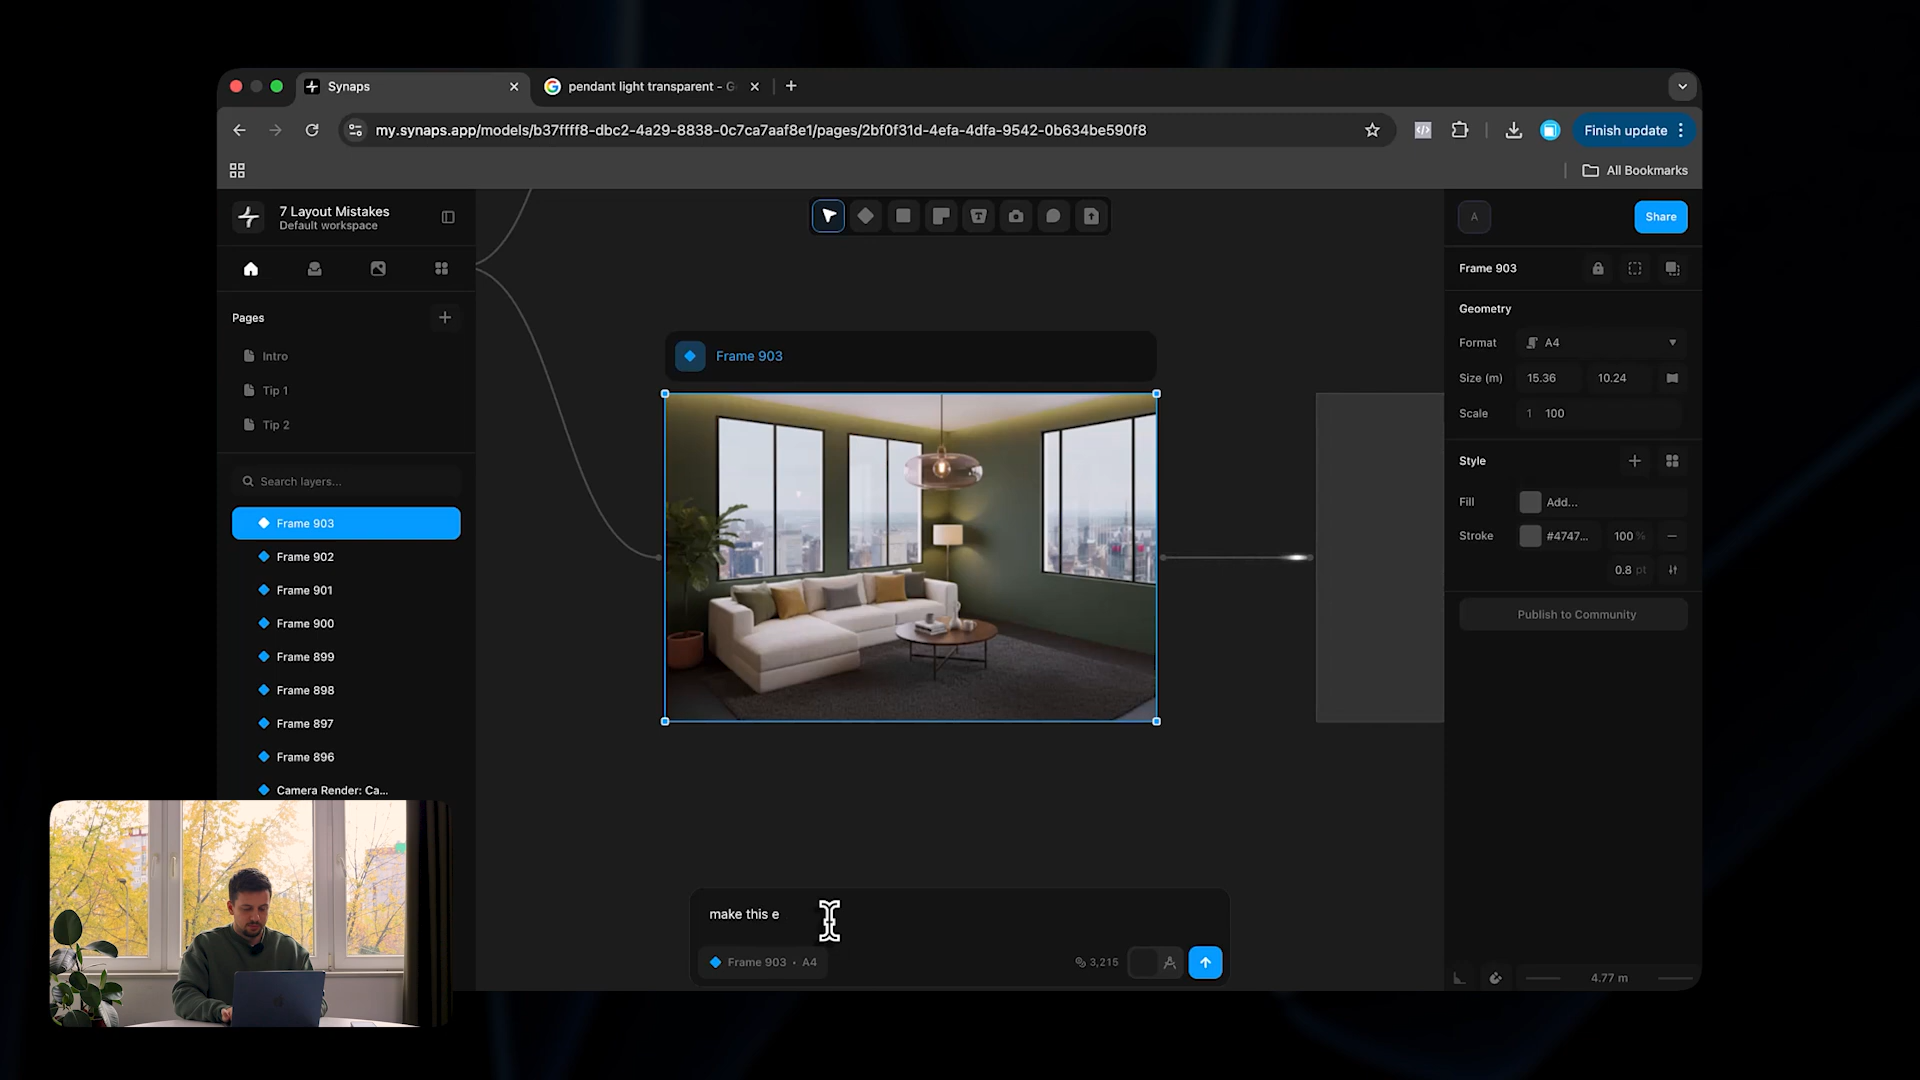 Synaps
pendant light transparent - G
my.synaps.app/models/b37ffff8-dbc2-4a29-8838-0c7ca7aaf8e1/pages/2bf0f31d-4efa-4dfa-9542-0b634be590f8
Finish update
All Bookmarks
7 Layout Mistakes
Default workspace
A
Share
Pages
Intro
Tip 1
Tip 2
Search layers...
Frame 903
Frame 902
Frame 901
Frame 900
Frame 899
Frame 898
Frame 897
Frame 896
Camera Render: Ca...
Frame 903
make this e
Frame 903 • A4
3,215
Frame 903
Geometry
Format A4
Size (m) 15.36 10.24
Scale 1 100
Style
Fill Add...
Stroke #4747... 100 %
0.8 pt
Publish to Community
4.77 m